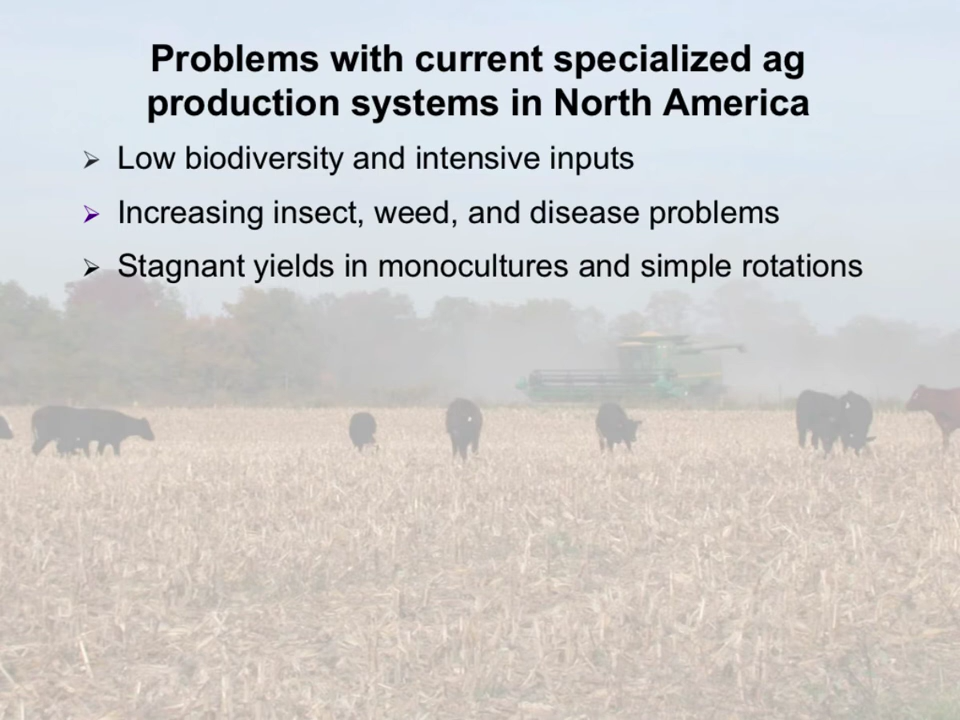 Problems with current specialized ag
production systems in North America
Low biodiversity and intensive inputs
Increasing insect, weed, and disease problems
Stagnant yields in monocultures and simple rotations